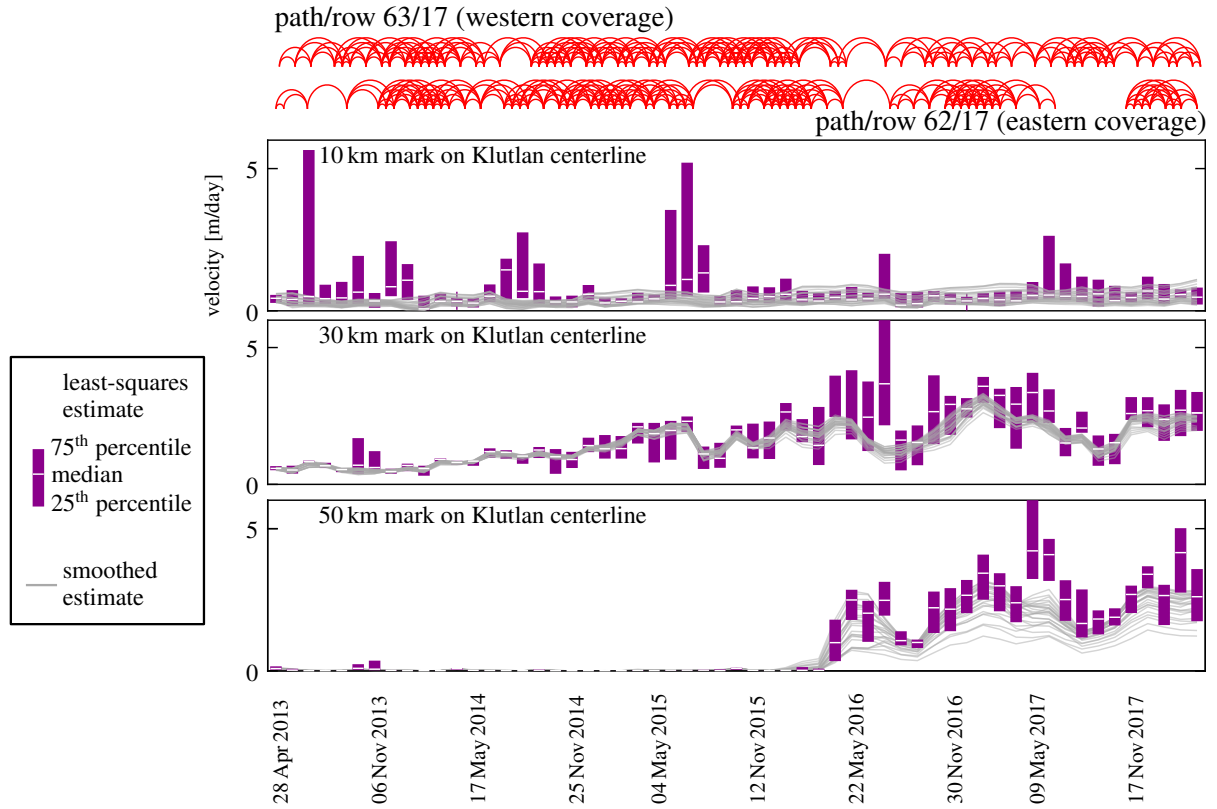 path/row 63/17 (western coverage)
path/row 62/17 (eastern coverage)
velocity [m/day]
10 km mark on Klutlan centerline
5
0
30 km mark on Klutlan centerline
5
0
50 km mark on Klutlan centerline
5
0
least-squares
estimate
75th percentile
median
25th percentile
smoothed
estimate
28 Apr 2013
06 Nov 2013
17 May 2014
25 Nov 2014
04 May 2015
12 Nov 2015
22 May 2016
30 Nov 2016
09 May 2017
17 Nov 2017